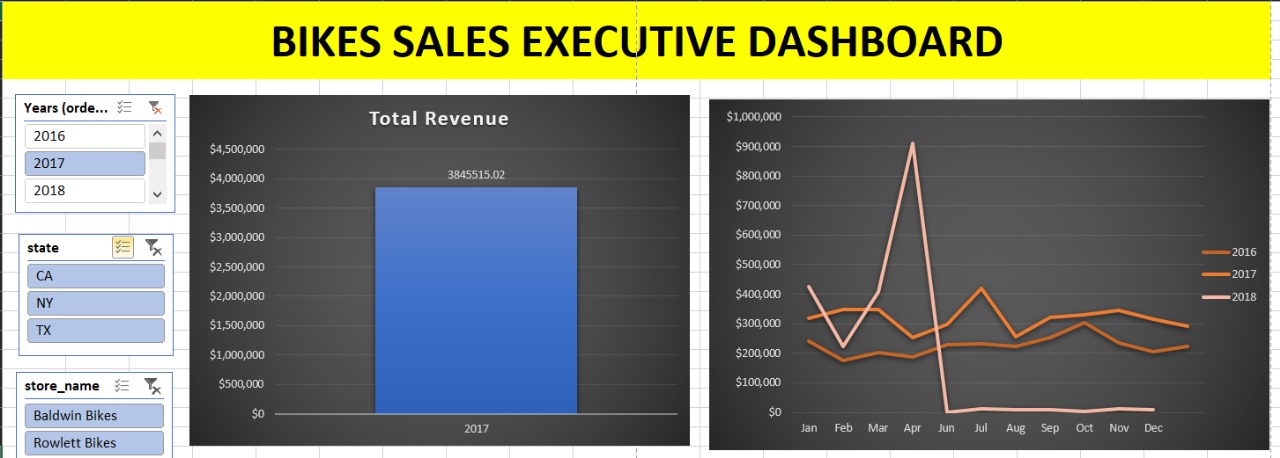 BIKES SALES EXECUTIVE DASHBOARD
Years (orde...
2016
2017
2018
state
CA
NY
TX
store_name
Baldwin Bikes
Rowlett Bikes
Total Revenue
$4,500,000
$4,000,000
$3,500,000
$3,000,000
$2,500,000
$2,000,000
$1,500,000
$1,000,000
$500,000
$0
3845515.02
2017
$1,000,000
$900,000
$800,000
$700,000
$600,000
$500,000
$400,000
$300,000
$200,000
$100,000
$0
Jan Feb Mar Apr Jun Jul Aug Sep Oct Nov Dec
2016
2017
2018